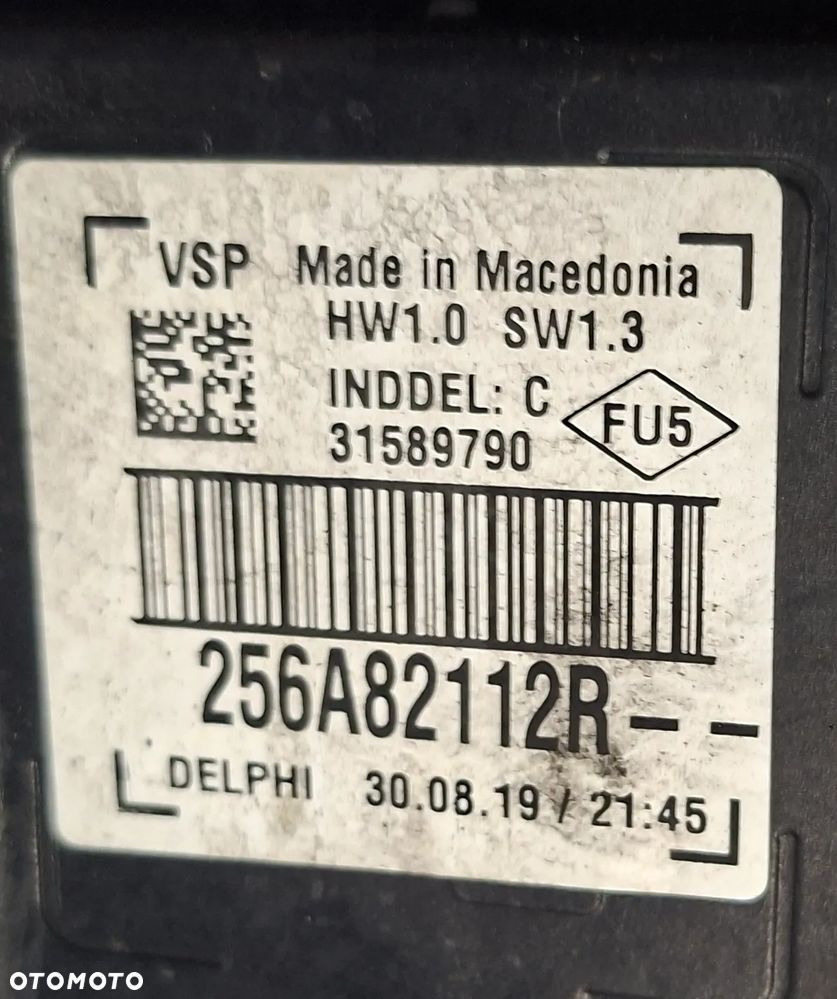 VSP Made in Macedonia
HW1.0 SW1.3
INDDEL: C
31589790
FU5
256A82112R--
DELPHI 30.08.19 / 21:45
OTOMOTO